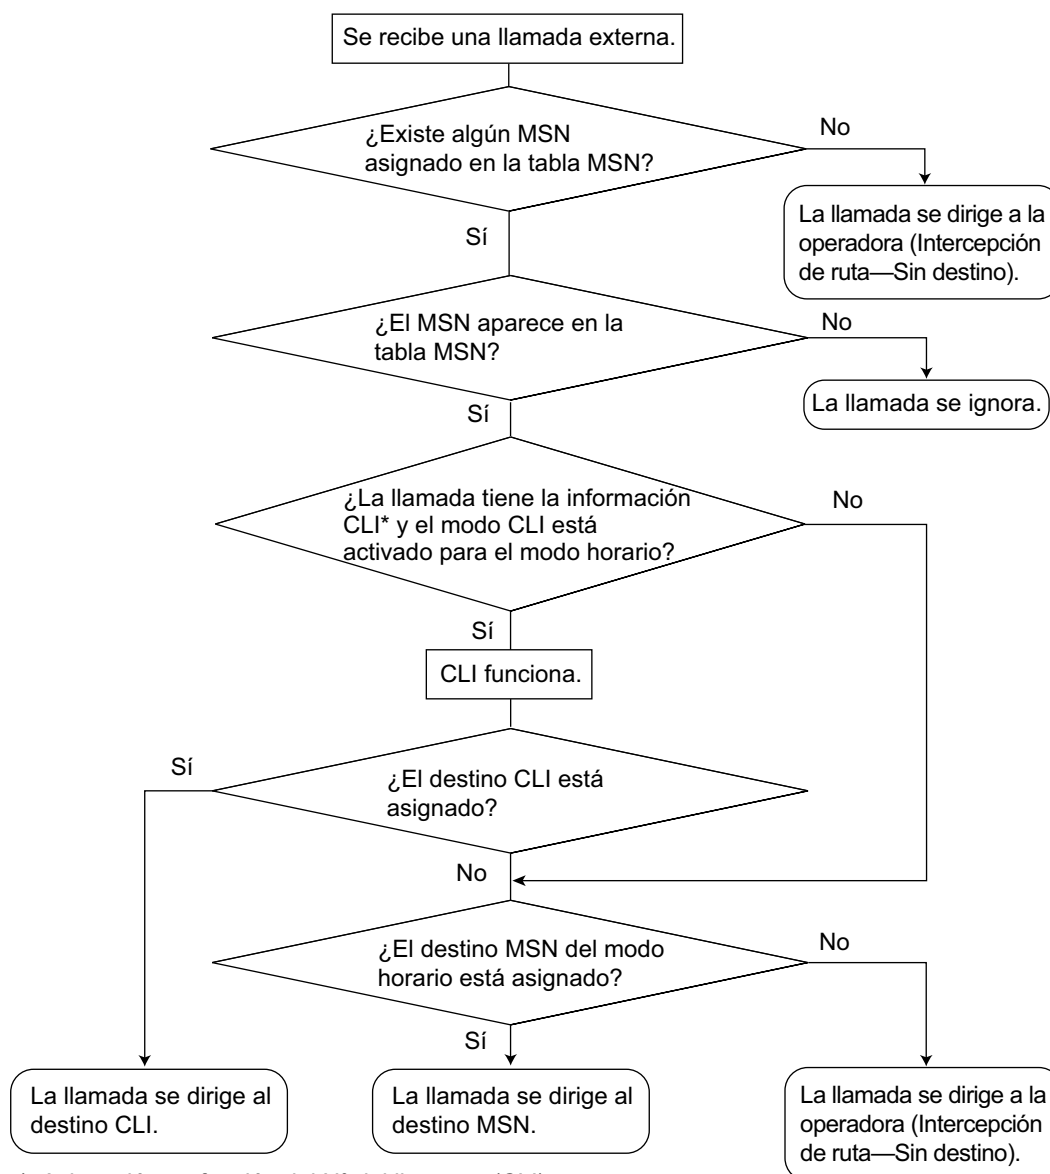 Se recibe una llamada externa.
¿Existe algún MSN
asignado en la tabla MSN?
No
La llamada se dirige a la
operadora (Intercepción
de ruta—Sin destino).
Sí
¿El MSN aparece en la
tabla MSN?
No
La llamada se ignora.
Sí
¿La llamada tiene la información
CLI* y el modo CLI está
activado para el modo horario?
No
Sí
CLI funciona.
Sí
¿El destino CLI está
asignado?
No
¿El destino MSN del modo
horario está asignado?
No
Sí
La llamada se dirige al
destino CLI.
La llamada se dirige al
destino MSN.
La llamada se dirige a la
operadora (Intercepción
de ruta—Sin destino).